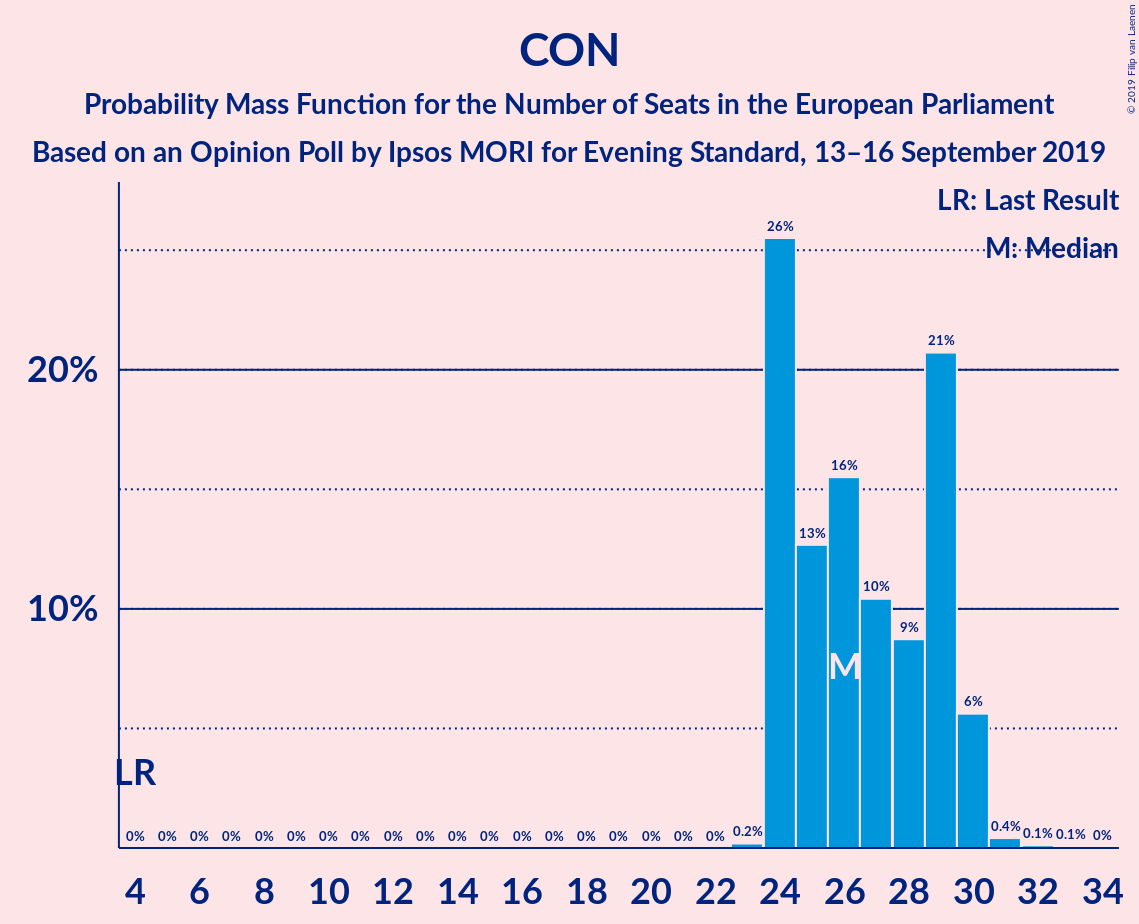 CON
Probability Mass Function for the Number of Seats in the European Parliament
Based on an Opinion Poll by Ipsos MORI for Evening Standard, 13–16 September 2019
© 2019 Filip van Laenen
LR: Last Result
M: Median
20%
10%
26%
21%
16%
13%
10%
9%
6%
M
LR
0% 0% 0% 0% 0% 0% 0% 0% 0% 0% 0% 0% 0% 0% 0% 0% 0% 0% 0% 0.2% 0.4% 0.1% 0.1% 0%
4 6 8 10 12 14 16 18 20 22 24 26 28 30 32 34